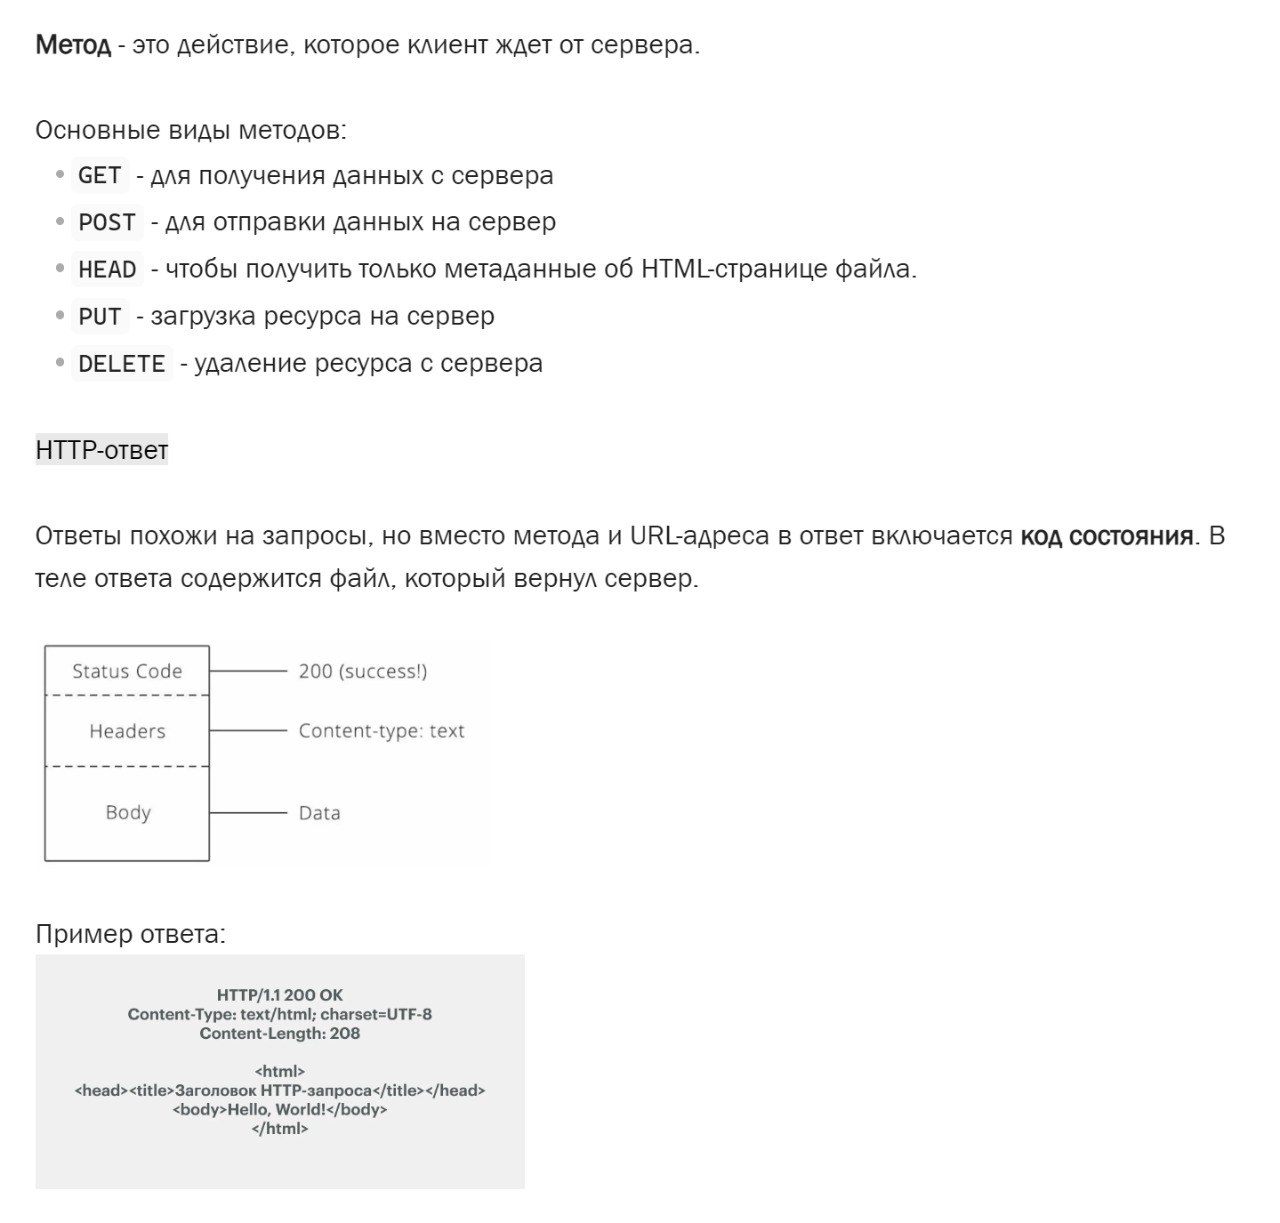 Метод - это действие, которое клиент ждет от сервера.
Основные виды методов:
• GET - для получения данных с сервера
• POST - для отправки данных на сервер
• HEAD - чтобы получить только метаданные об HTML-странице файла.
• PUT - загрузка ресурса на сервер
• DELETE - удаление ресурса с сервера
HTTP-ответ
Ответы похожи на запросы, но вместо метода и URL-адреса в ответ включается код состояния. В
теле ответа содержится файл, который вернул сервер.
Status Code 200 (success!)
Headers Content-type: text
Body Data
Пример ответа:
HTTP/1.1 200 OK
Content-Type: text/html; charset=UTF-8
Content-Length: 208
<html>
<head><title>Заголовок HTTP-запроса</title></head>
<body>Hello, World!</body>
</html>